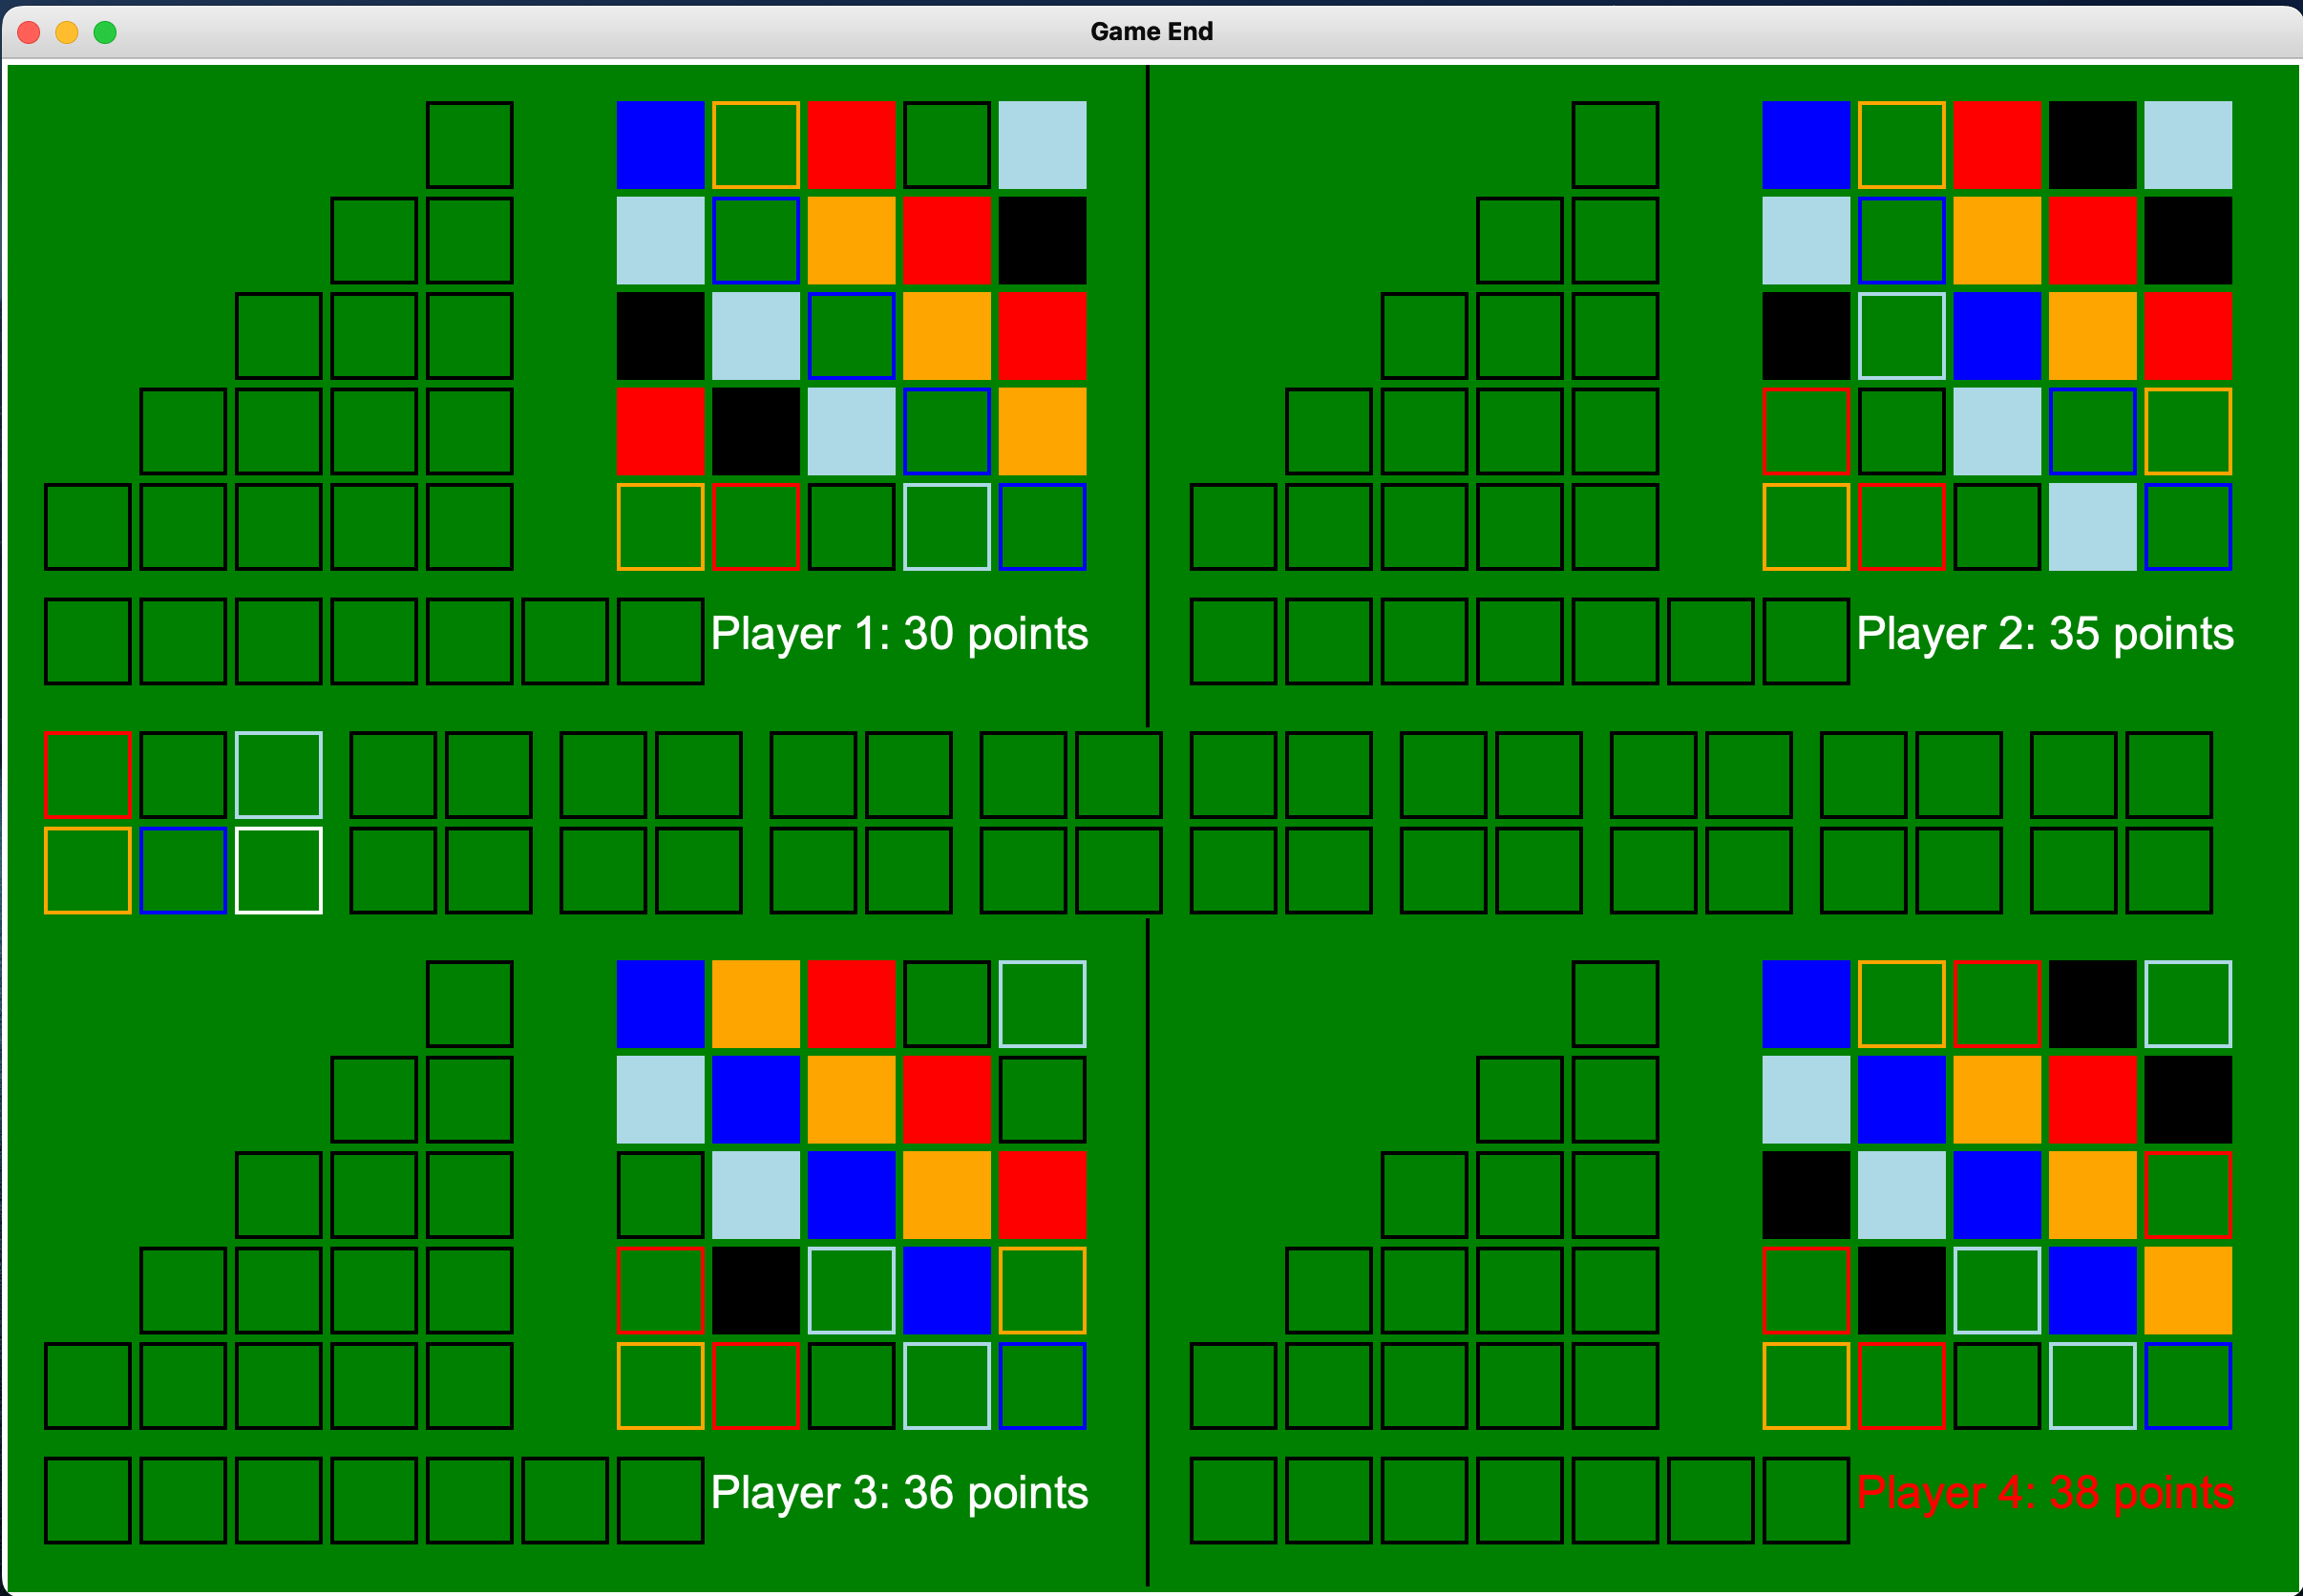 Game End
Player 1: 30 points
Player 2: 35 points
Player 3: 36 points
Player 4: 38 points